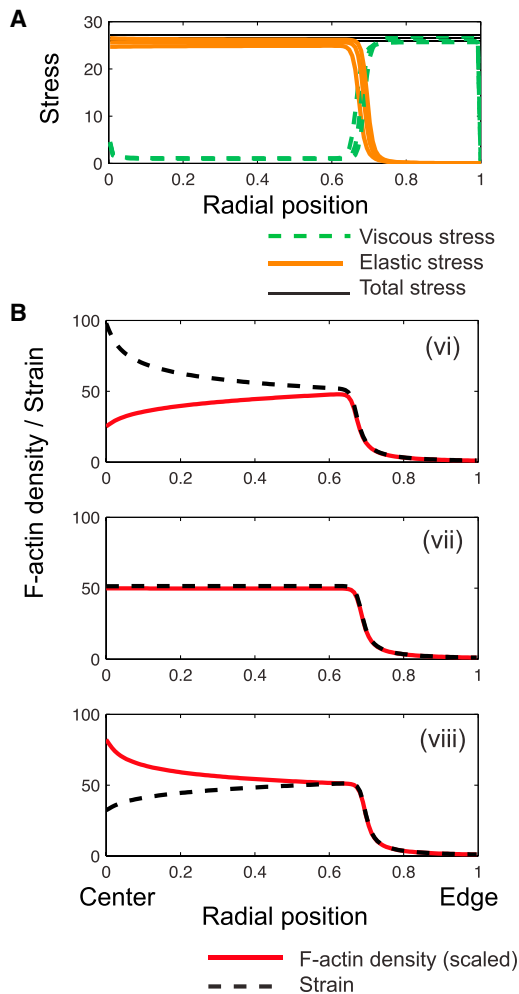 A
Stress
30
20
10
0
0 0.2 0.4 0.6 0.8 1
Radial position
Viscous stress
Elastic stress
Total stress
B
F-actin density / Strain
100
50
0
(vi)
0 0.2 0.4 0.6 0.8 1
100
50
0
(vii)
0 0.2 0.4 0.6 0.8 1
100
50
0
(viii)
0 0.2 0.4 0.6 0.8 1
Center Edge
Radial position
F-actin density (scaled)
Strain